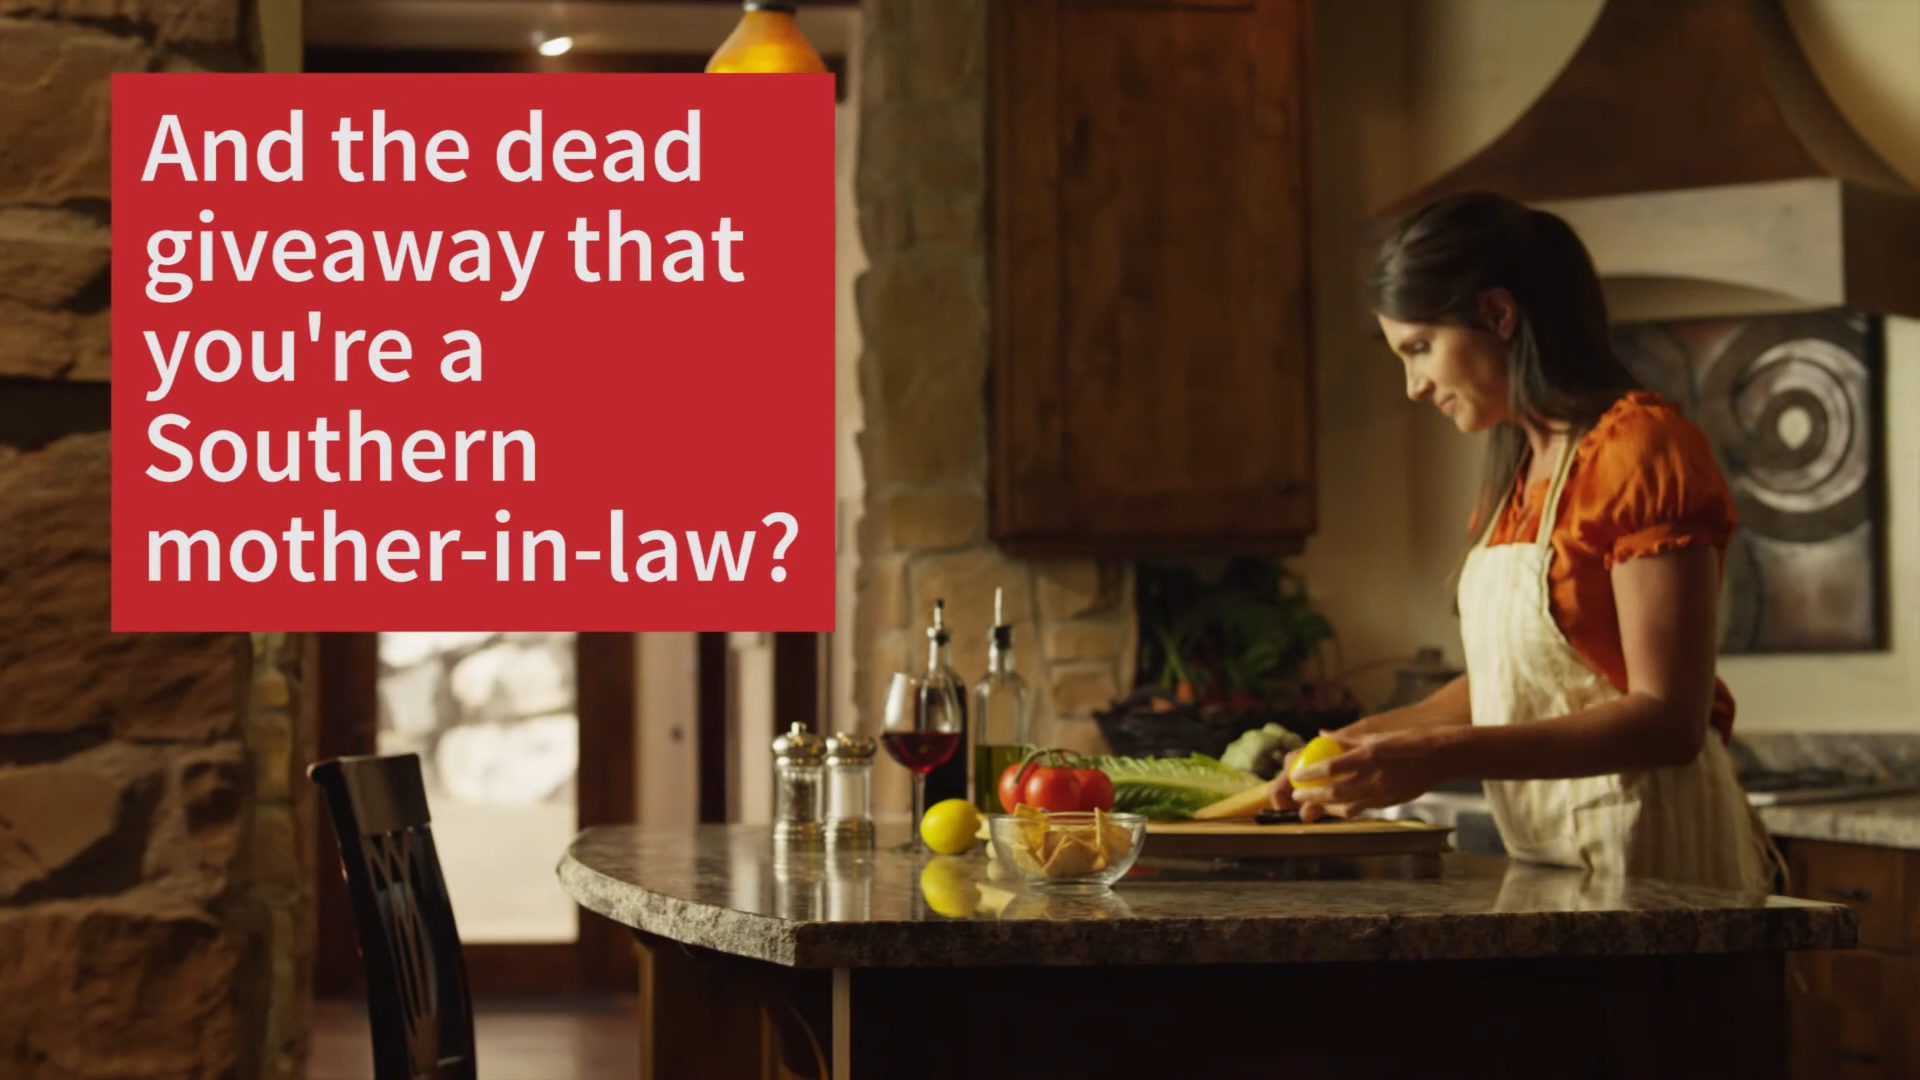 And the dead
giveaway that
you're a
Southern
mother-in-law?